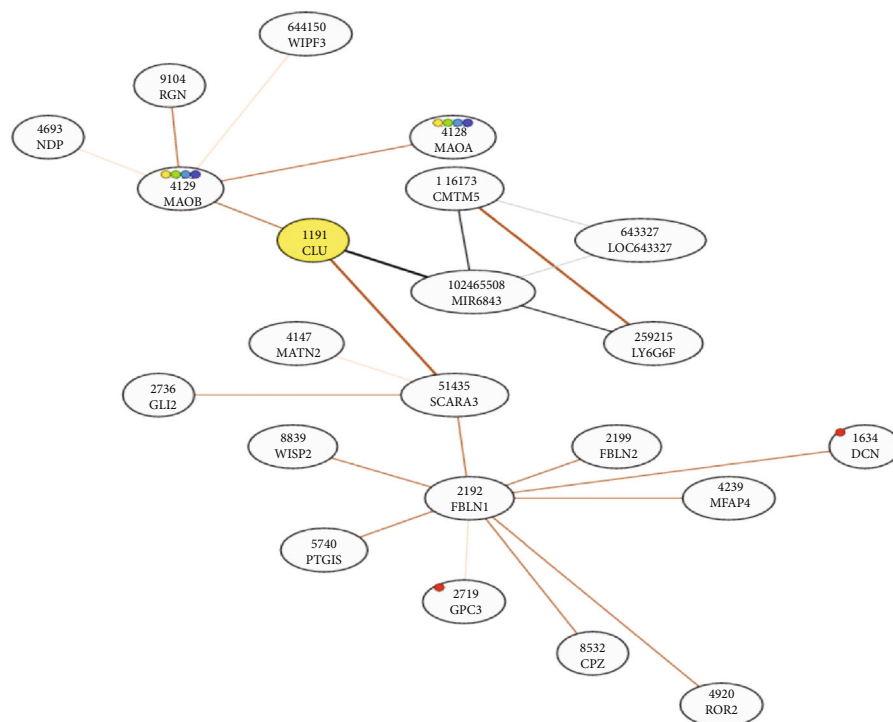 644150
WIPF3
9104
RGN
4693
NDP
4128
MAOA
4129
MAOB
1 16173
CMTM5
1191
CLU
643327
LOC643327
102465508
MIR6843
259215
LY6G6F
4147
MATN2
2736
GLI2
51435
SCARA3
8839
WISP2
2199
FBLN2
1634
DCN
2192
FBLN1
4239
MFAP4
5740
PTGIS
2719
GPC3
8532
CPZ
4920
ROR2